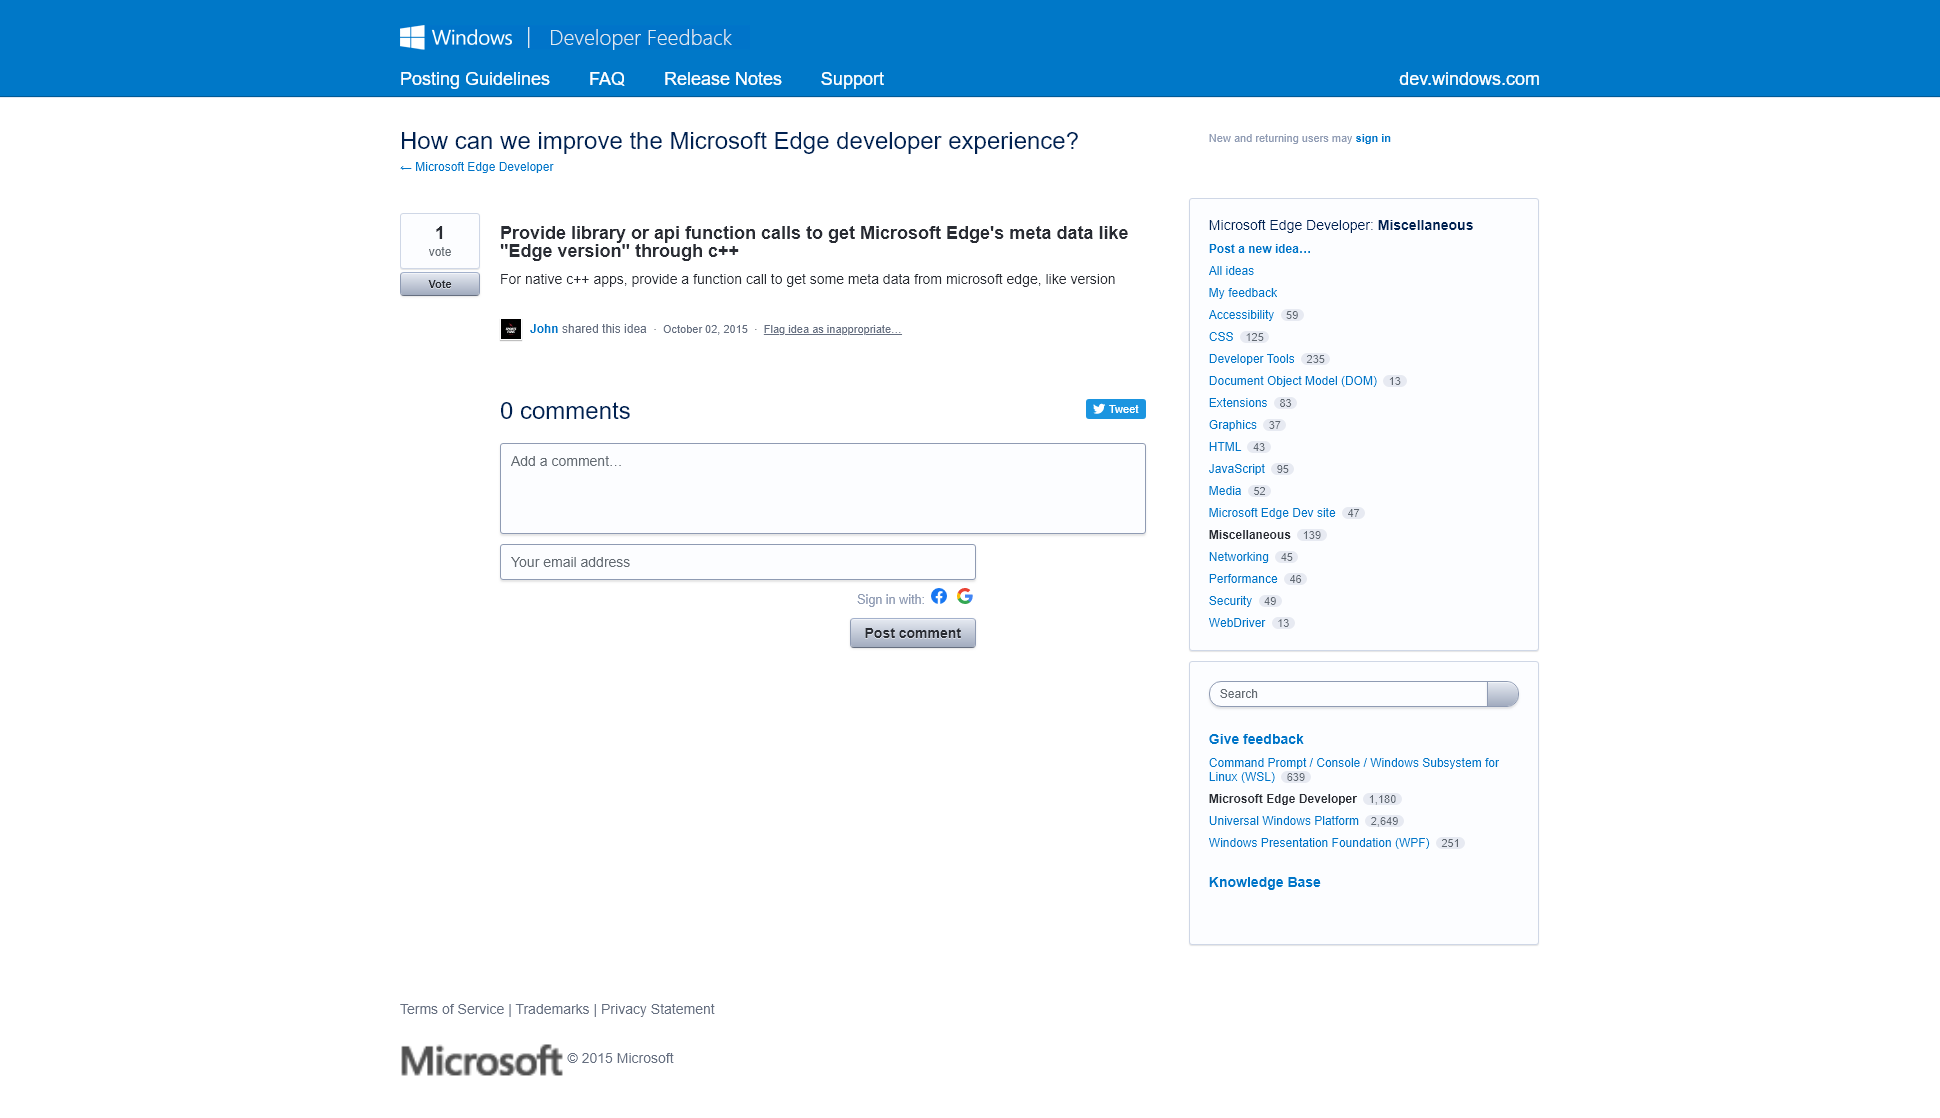 Windows | Developer Feedback
Posting Guidelines FAQ Release Notes Support dev.windows.com
How can we improve the Microsoft Edge developer experience?
New and returning users may sign in
← Microsoft Edge Developer
1
vote
Vote
Provide library or api function calls to get Microsoft Edge's meta data like
"Edge version" through c++
For native c++ apps, provide a function call to get some meta data from microsoft edge, like version
John shared this idea · October 02, 2015 · Flag idea as inappropriate…
0 comments
Tweet
Add a comment…
Your email address
Sign in with:
Post comment
Microsoft Edge Developer: Miscellaneous
Post a new idea…
All ideas
My feedback
Accessibility 59
CSS 125
Developer Tools 235
Document Object Model (DOM) 13
Extensions 83
Graphics 37
HTML 43
JavaScript 95
Media 52
Microsoft Edge Dev site 47
Miscellaneous 139
Networking 45
Performance 46
Security 49
WebDriver 13
Search
Give feedback
Command Prompt / Console / Windows Subsystem for
Linux (WSL) 639
Microsoft Edge Developer 1,180
Universal Windows Platform 2,649
Windows Presentation Foundation (WPF) 251
Knowledge Base
Terms of Service | Trademarks | Privacy Statement
Microsoft © 2015 Microsoft